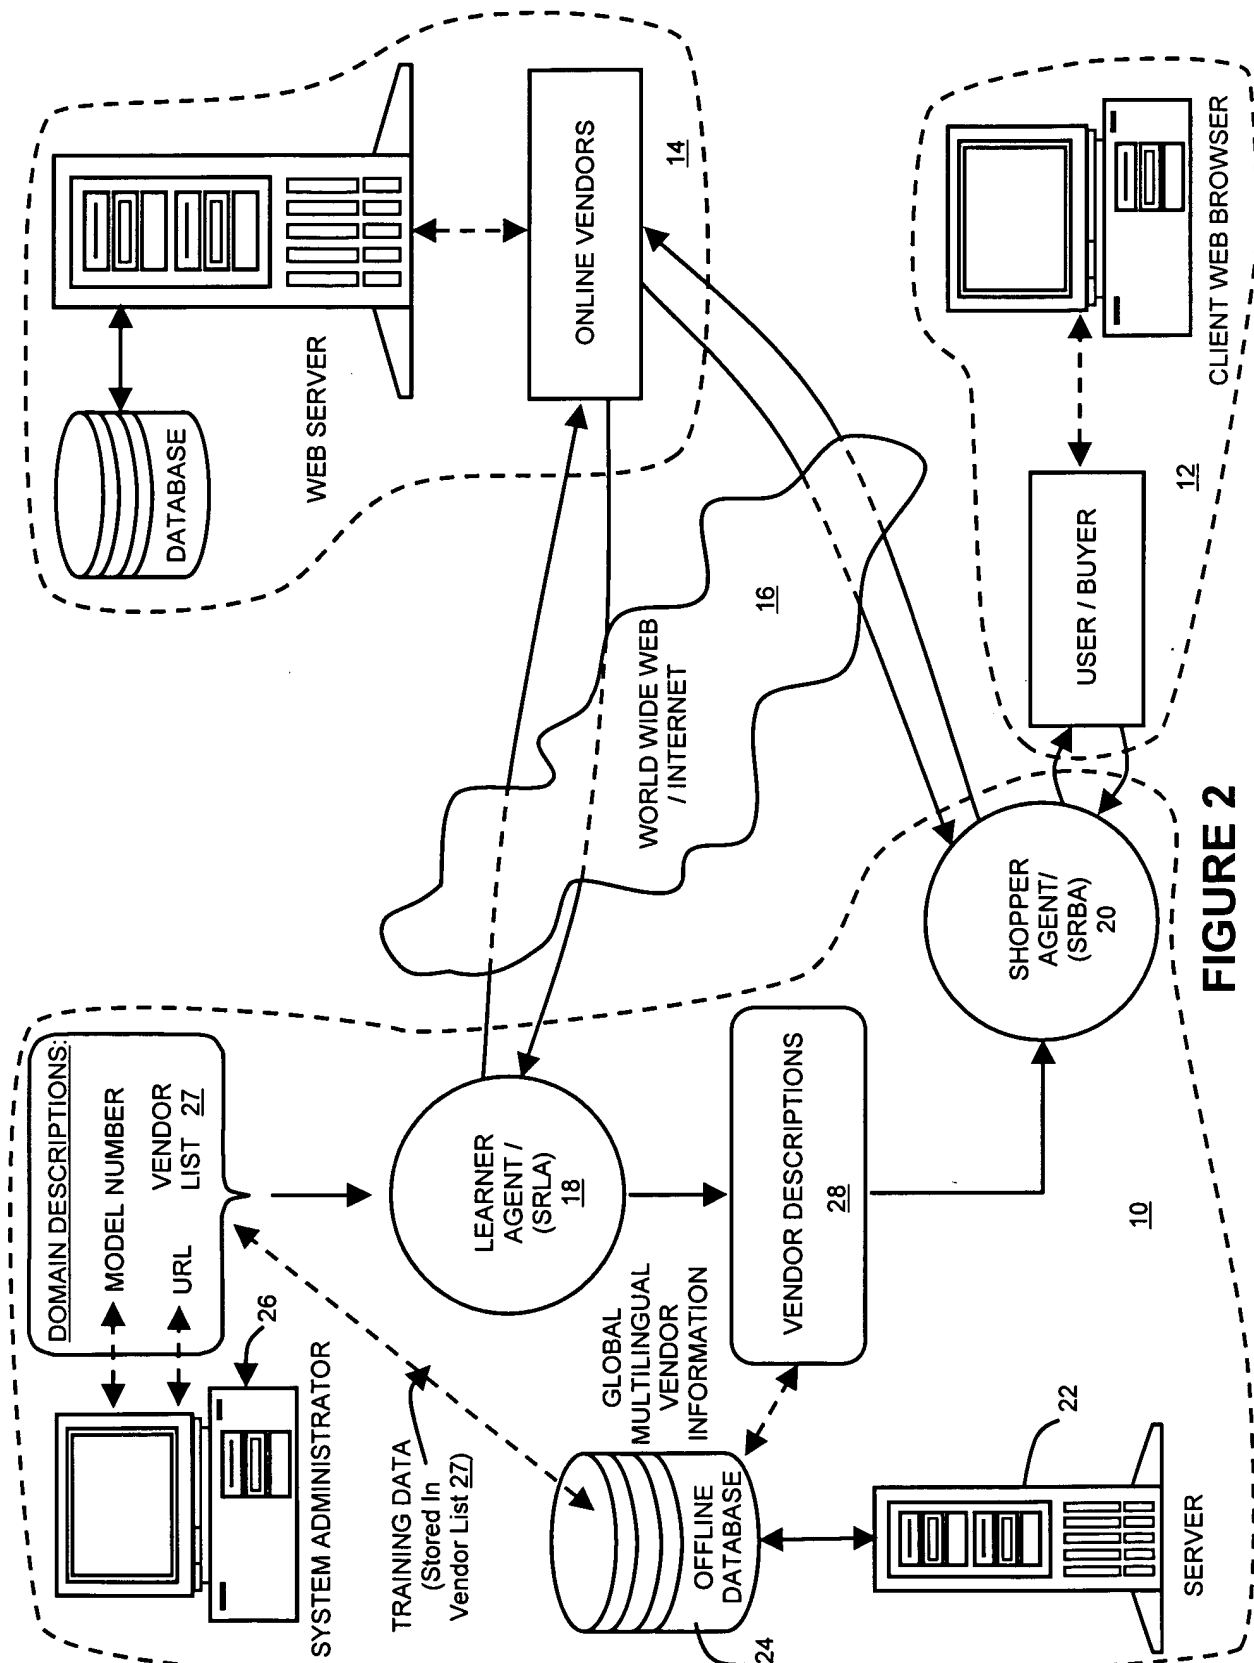 DATABASE
WEB SERVER
ONLINE VENDORS
14
CLIENT WEB BROWSER
USER / BUYER
12
WORLD WIDE WEB
/ INTERNET
16
DOMAIN DESCRIPTIONS:
MODEL NUMBER
URL
VENDOR
LIST 27
26
SYSTEM ADMINISTRATOR
TRAINING DATA
(Stored In
Vendor List 27)
LEARNER
AGENT /
(SRLA)
18
GLOBAL
MULTILINGUAL
VENDOR
INFORMATION
VENDOR DESCRIPTIONS
28
SHOPPER
AGENT/
(SRBA)
20
OFFLINE
DATABASE
24
22
SERVER
10
FIGURE 2